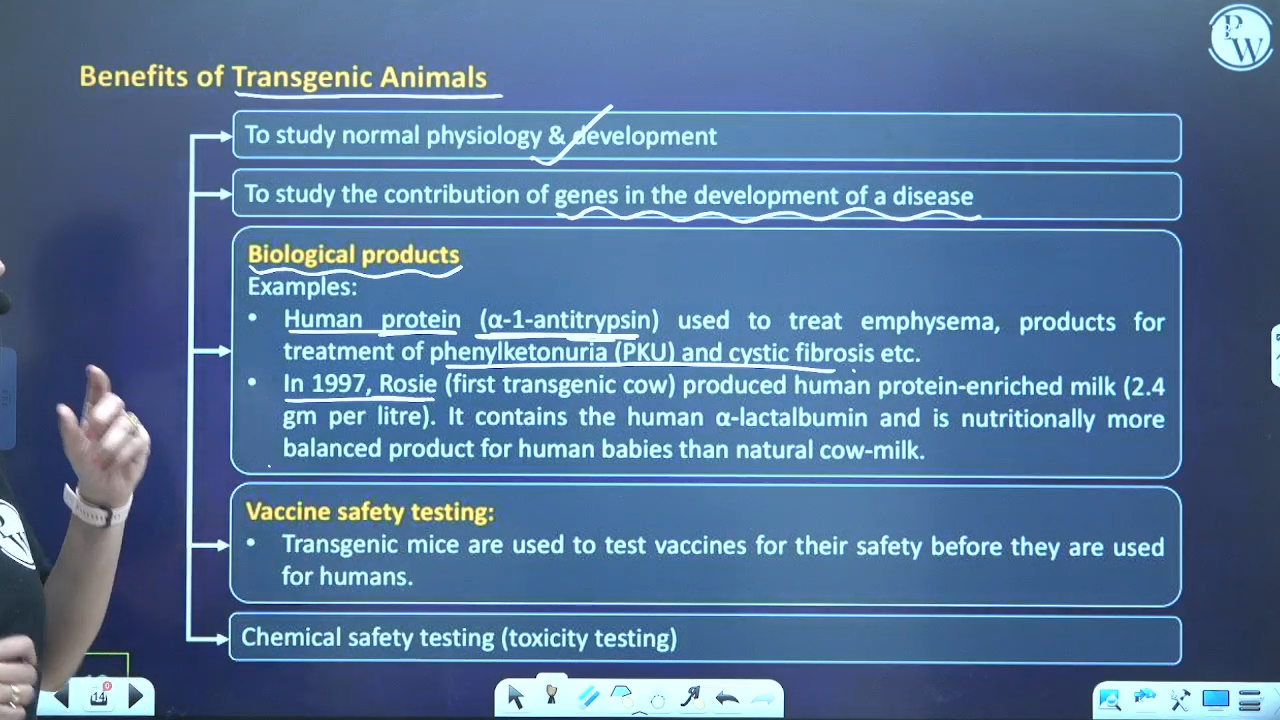 PW
Benefits of Transgenic Animals
To study normal physiology & development
To study the contribution of genes in the development of a disease
Biological products
Examples:
• Human protein (α-1-antitrypsin) used to treat emphysema, products for
treatment of phenylketonuria (PKU) and cystic fibrosis etc.
• In 1997, Rosie (first transgenic cow) produced human protein-enriched milk (2.4
gm per litre). It contains the human α-lactalbumin and is nutritionally more
balanced product for human babies than natural cow-milk.
Vaccine safety testing:
• Transgenic mice are used to test vaccines for their safety before they are used
for humans.
Chemical safety testing (toxicity testing)
14
0